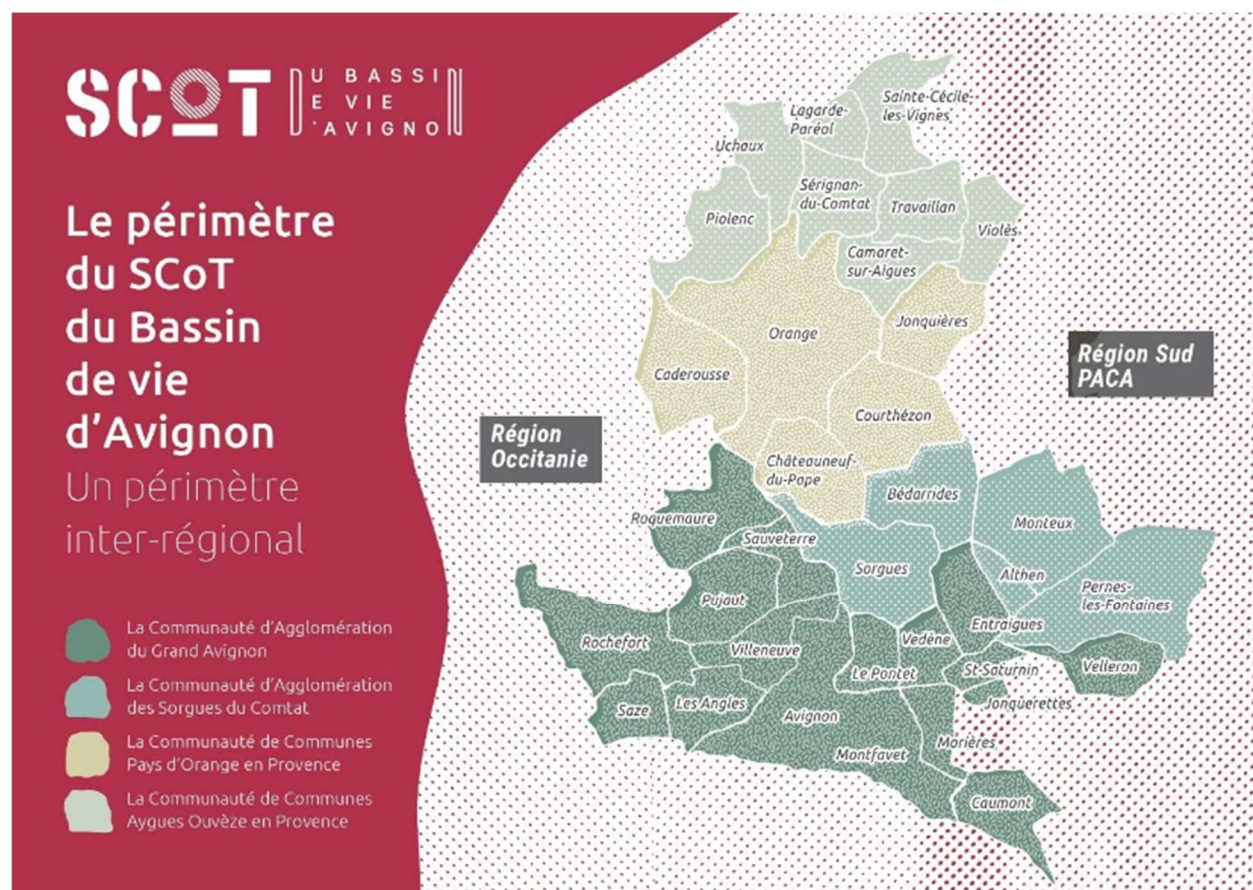 SCOT
DU BASSIN
DE VIE
D'AVIGNON
Le périmètre
du SCoT
du Bassin
de vie
d'Avignon
Un périmètre
inter-régional
La Communauté d'Agglomération
du Grand Avignon
La Communauté d'Agglomération
des Sorgues du Comtat
La Communauté de Communes
Pays d'Orange en Provence
La Communauté de Communes
Aygues Ouvèze en Provence
Sainte-Cécile-
les-Vignes
Lagarde-
Paréol
Uchaux
Sérignan-
du-Comtat
Travaillan
Piolenc
Violès
Camaret-
sur-Aigues
Jonquières
Orange
Caderousse
Courthézon
Région Sud
PACA
Région
Occitanie
Châteauneuf-
du-Pape
Bédarrides
Roquemaure
Sauveterre
Monteux
Sorgues
Althen
Pernes-
les-Fontaines
Pujaut
Entraigues
Rochefort
Villeneuve
Vedène
Le Pontet
St-Saturnin
Velleron
Jonquerettes
Saze
Les Angles
Avignon
Morières
Montfavet
Caumont